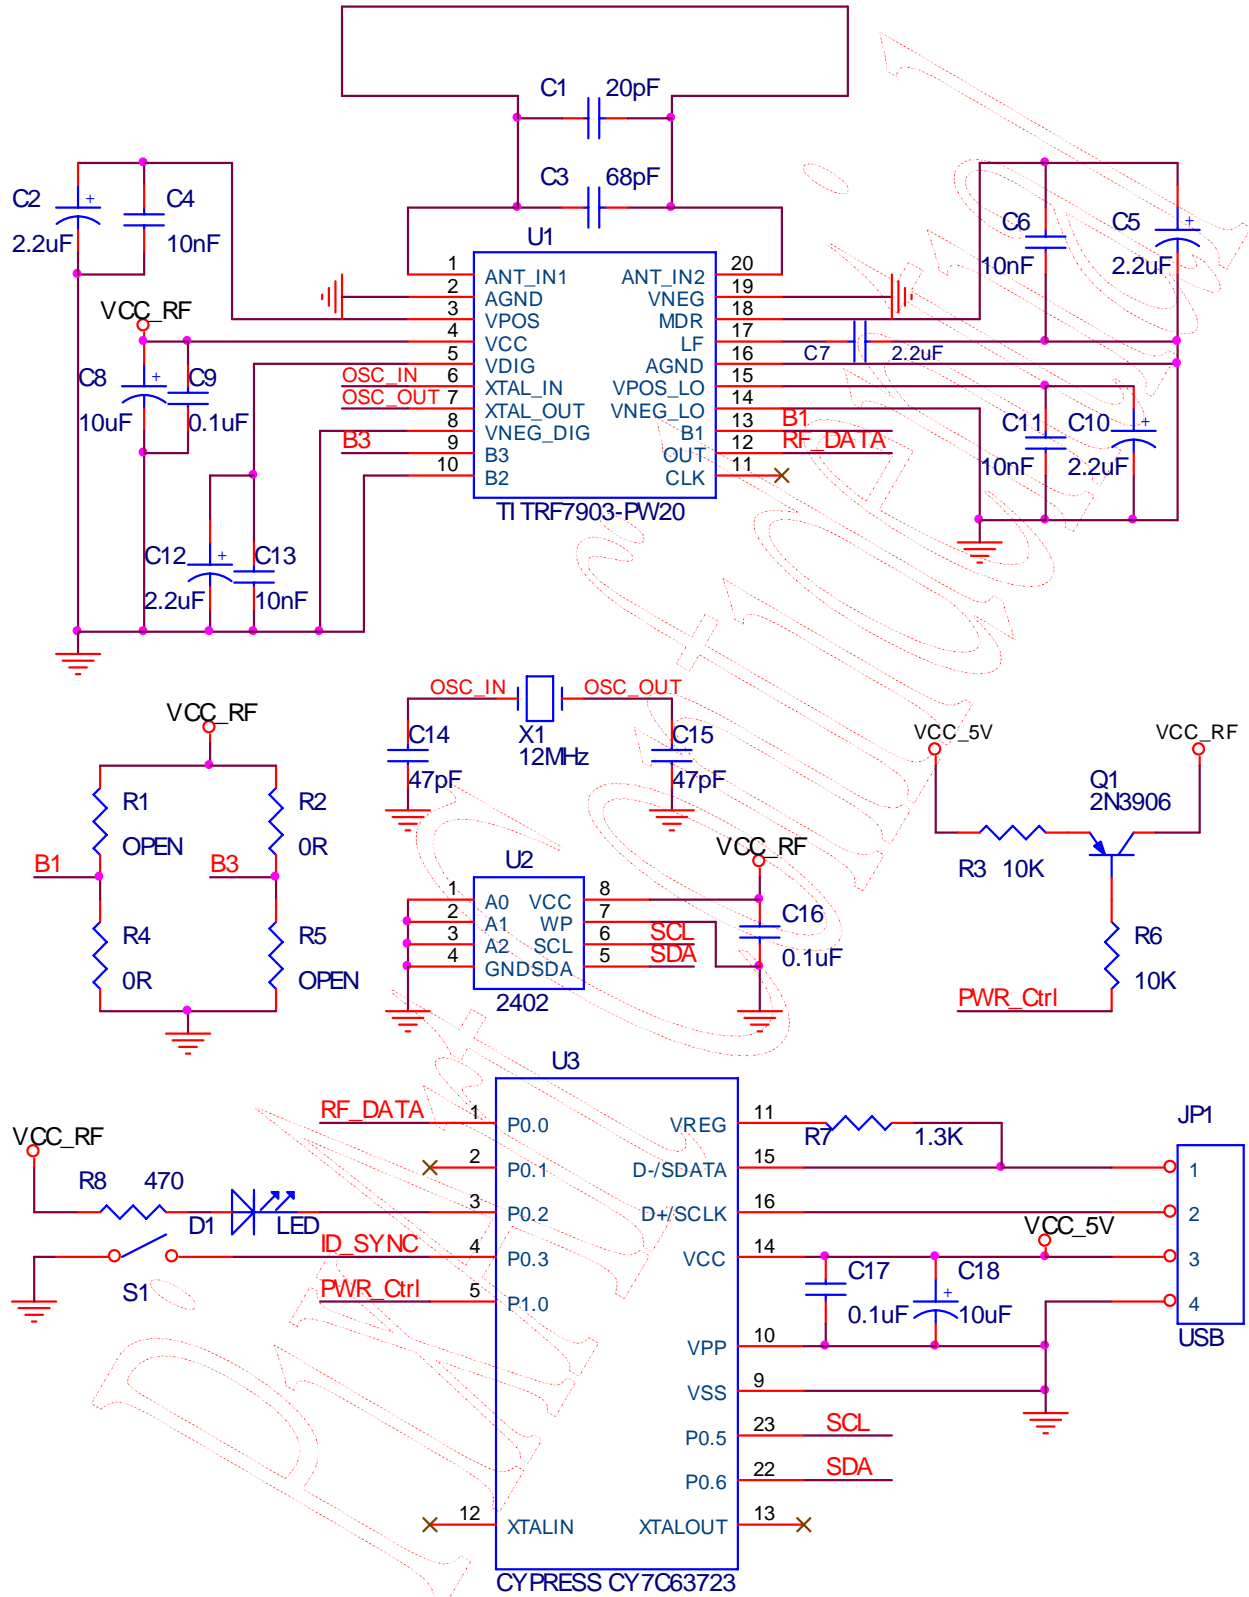 C1 20pF
C3 68pF
C2 2.2uF
C4 10nF
C6 10nF
C5 2.2uF
U1
1 ANT_IN1 ANT_IN2 20
2 AGND VNEG 19
3 VPOS MDR 18
4 VCC LF 17
5 VDIG AGND 16
6 XTAL_IN VPOS_LO 15
7 XTAL_OUT VNEG_LO 14
8 VNEG_DIG B1 13
9 B3 OUT 12
10 B2 CLK 11
TI TRF7903-PW20
VCC_RF
C8 10uF
C9 0.1uF
OSC_IN
OSC_OUT
B3
C7 2.2uF
B1
RF_DATA
C11 10nF
C10 2.2uF
C12 2.2uF
C13 10nF
VCC_RF
R1 OPEN
R2 0R
B1
B3
R4 0R
R5 OPEN
OSC_IN OSC_OUT
X1
12MHz
C14 47pF
C15 47pF
VCC_RF
U2
1 A0 VCC 8
2 A1 WP 7
3 A2 SCL 6 SCL
4 GND SDA 5 SDA
2402
C16 0.1uF
VCC_5V
VCC_RF
Q1
2N3906
R3 10K
R6 10K
PWR_Ctrl
U3
RF_DATA 1 P0.0 VREG 11
2 P0.1 D-/SDATA 15
3 P0.2 D+/SCLK 16
ID_SYNC 4 P0.3 VCC 14
PWR_Ctrl 5 P1.0
VPP 10
VSS 9
P0.5 23 SCL
P0.6 22 SDA
12 XTALIN XTALOUT 13
CYPRESS CY7C63723
VCC_RF
R8 470
D1 LED
S1
R7 1.3K
VCC_5V
C17 0.1uF
C18 10uF
JP1
1
2
3
4
USB